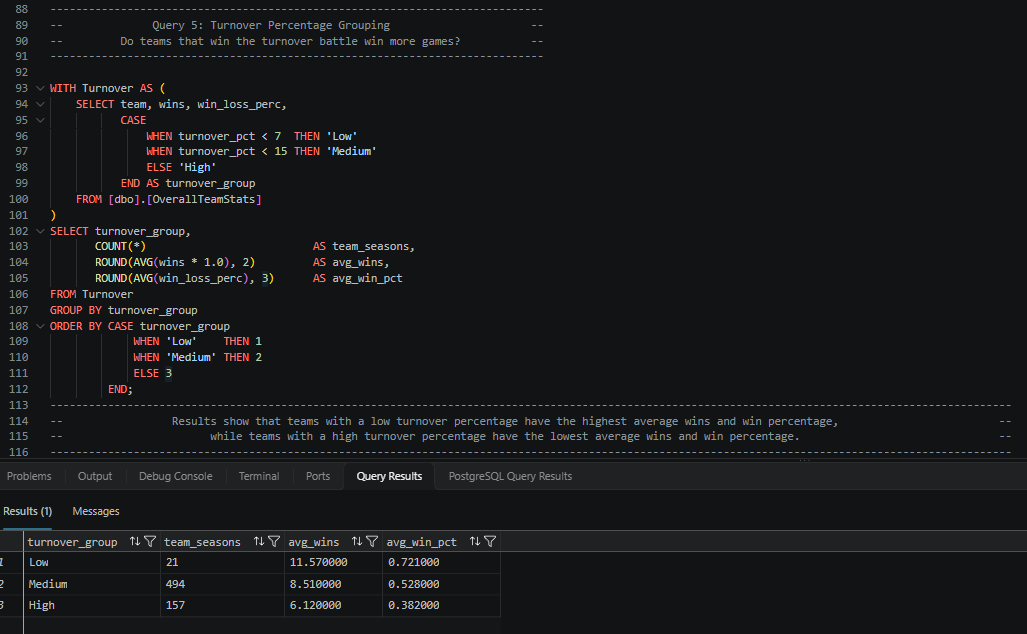 88 -----------------------------------------------------------------------------
89 -- Query 5: Turnover Percentage Grouping --
90 -- Do teams that win the turnover battle win more games? --
91 -----------------------------------------------------------------------------
92
93 WITH Turnover AS (
94 SELECT team, wins, win_loss_perc,
95 CASE
96 WHEN turnover_pct < 7 THEN 'Low'
97 WHEN turnover_pct < 15 THEN 'Medium'
98 ELSE 'High'
99 END AS turnover_group
100 FROM [dbo].[OverallTeamStats]
101 )
102 SELECT turnover_group,
103 COUNT(*) AS team_seasons,
104 ROUND(AVG(wins * 1.0), 2) AS avg_wins,
105 ROUND(AVG(win_loss_perc), 3) AS avg_win_pct
106 FROM Turnover
107 GROUP BY turnover_group
108 ORDER BY CASE turnover_group
109 WHEN 'Low' THEN 1
110 WHEN 'Medium' THEN 2
111 ELSE 3
112 END;
113 ------------------------------------------------------------------------------------------------------------------------------------------------------
114 -- Results show that teams with a low turnover percentage have the highest average wins and win percentage, --
115 -- while teams with a high turnover percentage have the lowest average wins and win percentage. --
116 ------------------------------------------------------------------------------------------------------------------------------------------------------
Problems Output Debug Console Terminal Ports Query Results PostgreSQL Query Results
Results (1) Messages
turnover_group team_seasons avg_wins avg_win_pct
1 Low 21 11.570000 0.721000
2 Medium 494 8.510000 0.528000
3 High 157 6.120000 0.382000